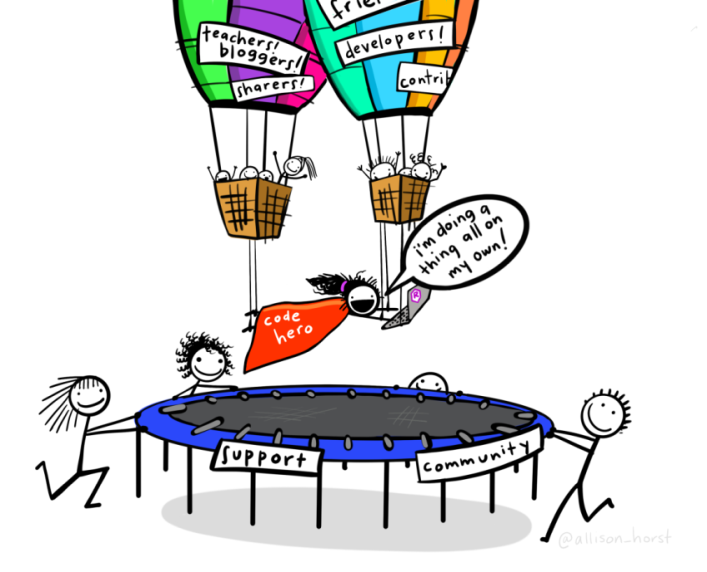 teachers!
bloggers!
sharers!
developers!
i'm doing a
thing all on
my own!
R
code
hero
support
community
@allison_horst